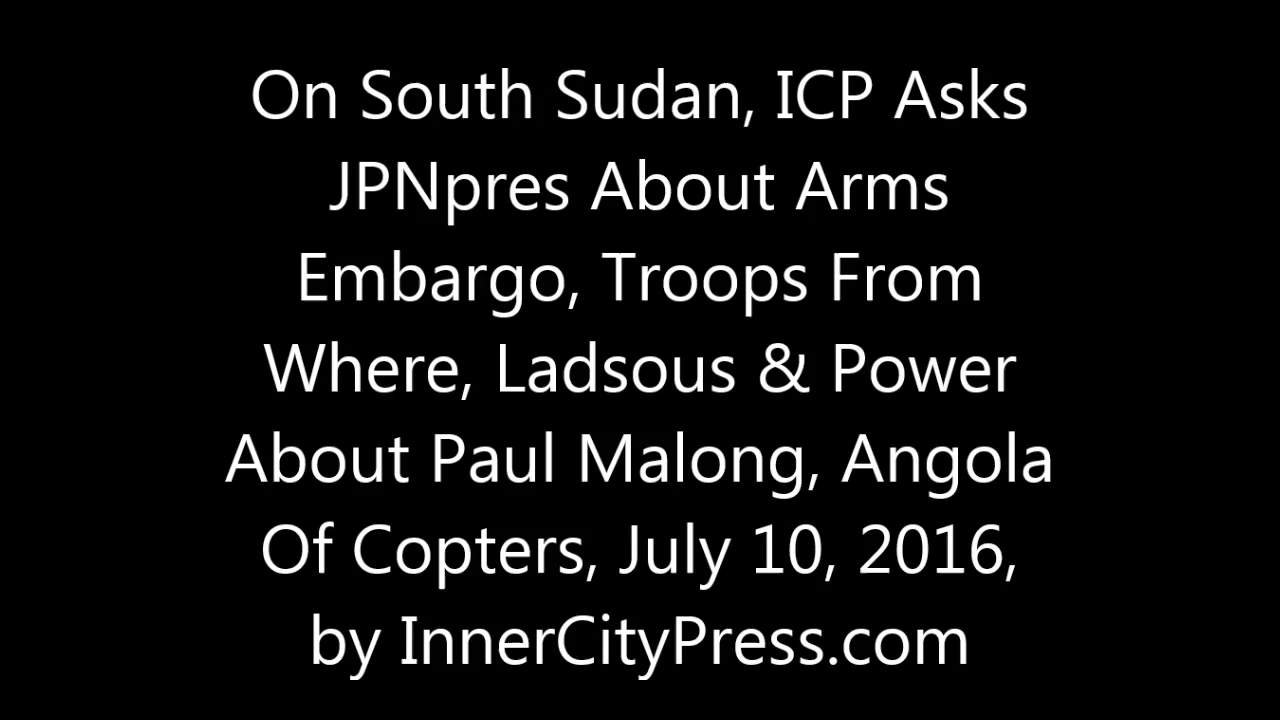 On South Sudan, ICP Asks
JPNpres About Arms
Embargo, Troops From
Where, Ladsous & Power
About Paul Malong, Angola
Of Copters, July 10, 2016,
by InnerCityPress.com